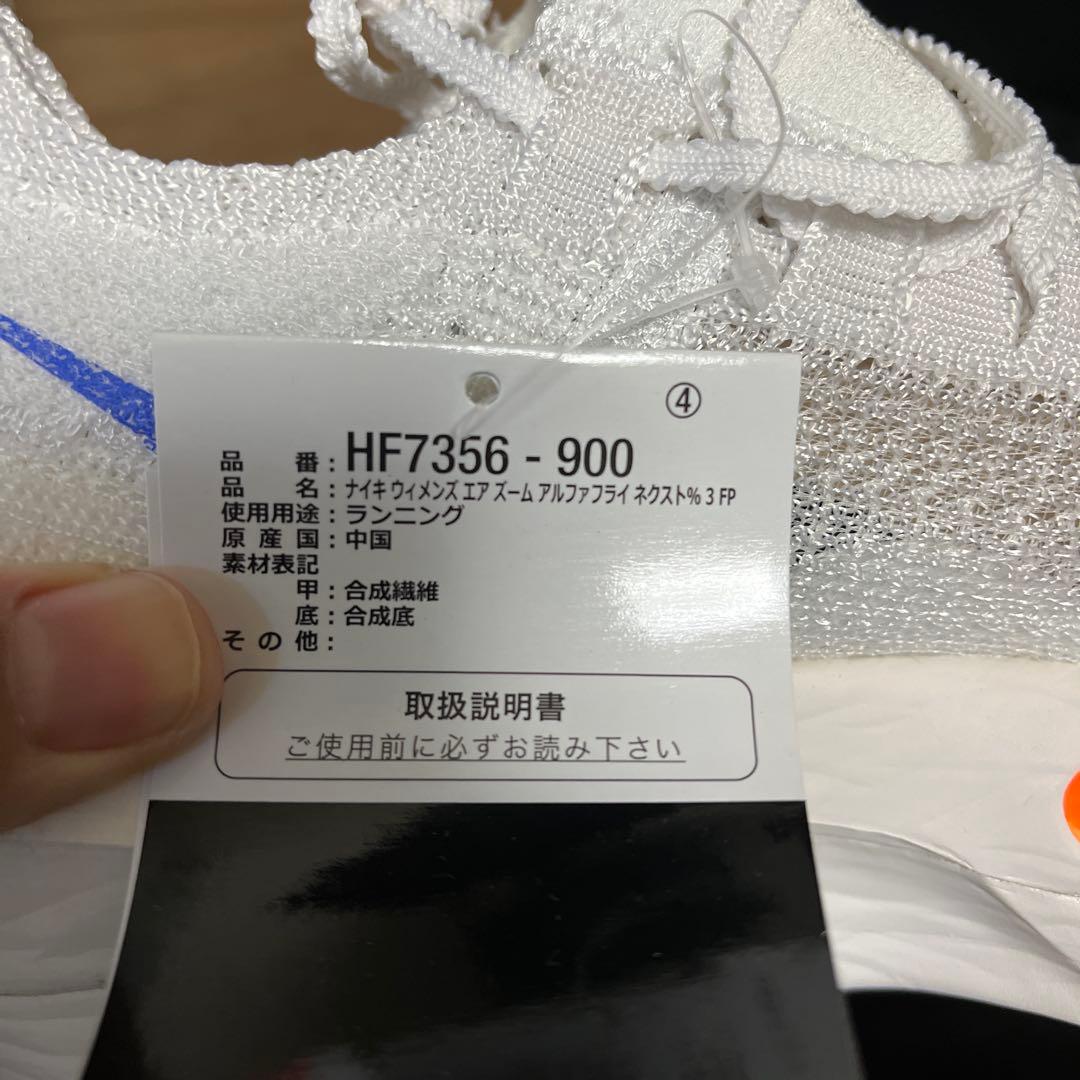 ④
品番：HF7356 - 900
品名：ナイキ ウィメンズ エア ズーム アルファフライ ネクスト% 3 FP
使用用途：ランニング
原産国：中国
素材表記
甲：合成繊維
底：合成底
その他：
取扱説明書
ご使用前に必ずお読み下さい